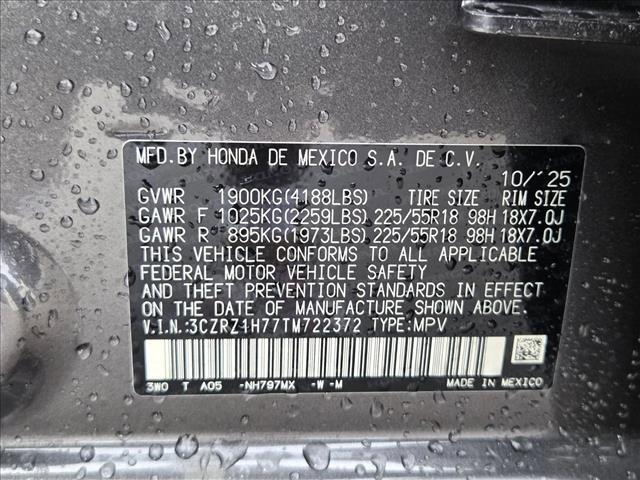 MFD. BY HONDA DE MEXICO S.A. DE C.V.
10/'25
GVWR 1900KG(4188LBS) TIRE SIZE RIM SIZE
GAWR F 1025KG(2259LBS) 225/55R18 98H 18X7.0J
GAWR R 895KG(1973LBS) 225/55R18 98H 18X7.0J
THIS VEHICLE CONFORMS TO ALL APPLICABLE
FEDERAL MOTOR VEHICLE SAFETY
AND THEFT PREVENTION STANDARDS IN EFFECT
ON THE DATE OF MANUFACTURE SHOWN ABOVE.
V.I.N.:3CZRZ1H77TM722372 TYPE:MPV
3W0 T A05 -NH797MX -W-M MADE IN MEXICO